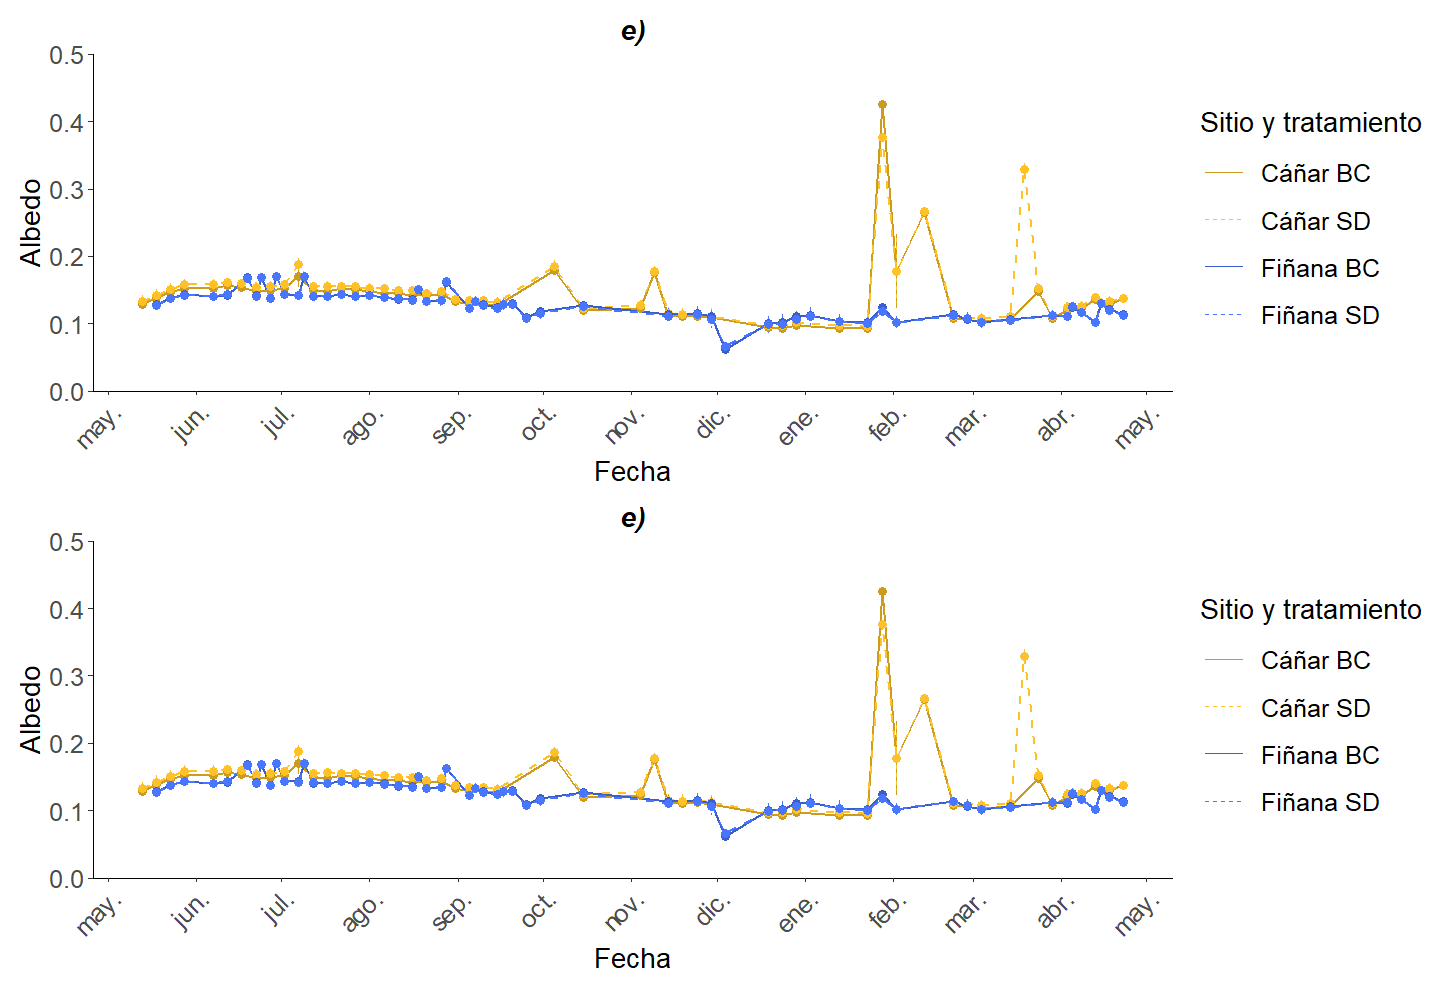 e)
0.5
0.4
0.3
0.2
0.1
0.0
Albedo
may.
jun.
jul.
ago.
sep.
oct.
nov.
dic.
ene.
feb.
mar.
abr.
may.
Fecha
Sitio y tratamiento
Cáñar BC
Cáñar SD
Fiñana BC
Fiñana SD
e)
0.5
0.4
0.3
0.2
0.1
0.0
Albedo
may.
jun.
jul.
ago.
sep.
oct.
nov.
dic.
ene.
feb.
mar.
abr.
may.
Fecha
Sitio y tratamiento
Cáñar BC
Cáñar SD
Fiñana BC
Fiñana SD